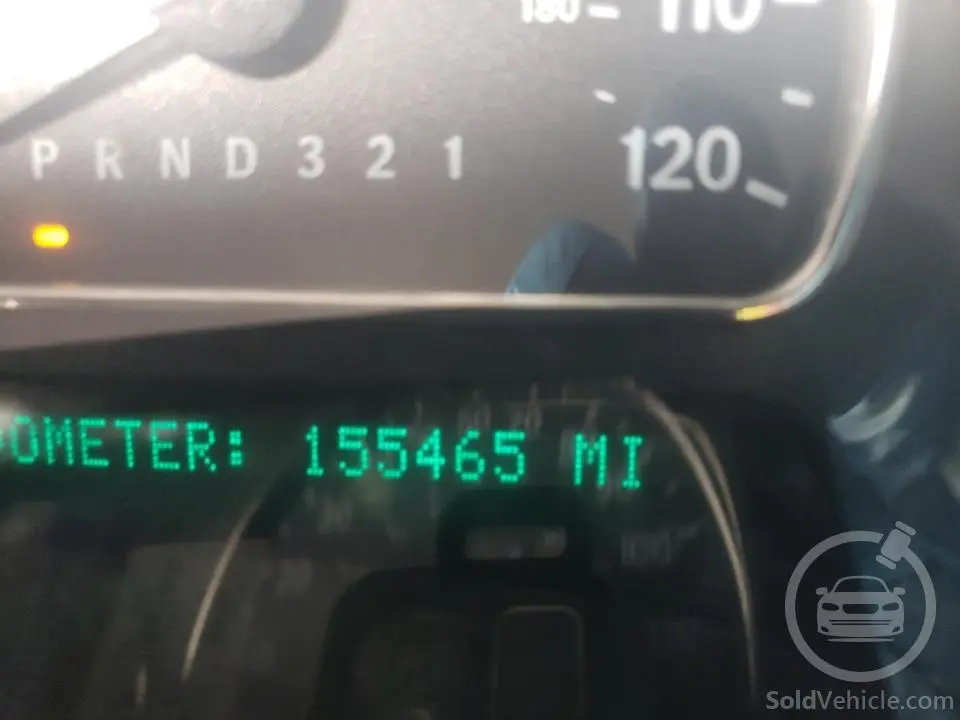 180 110
120
P R N D 3 2 1
OMETER: 155465 MI
SoldVehicle.com